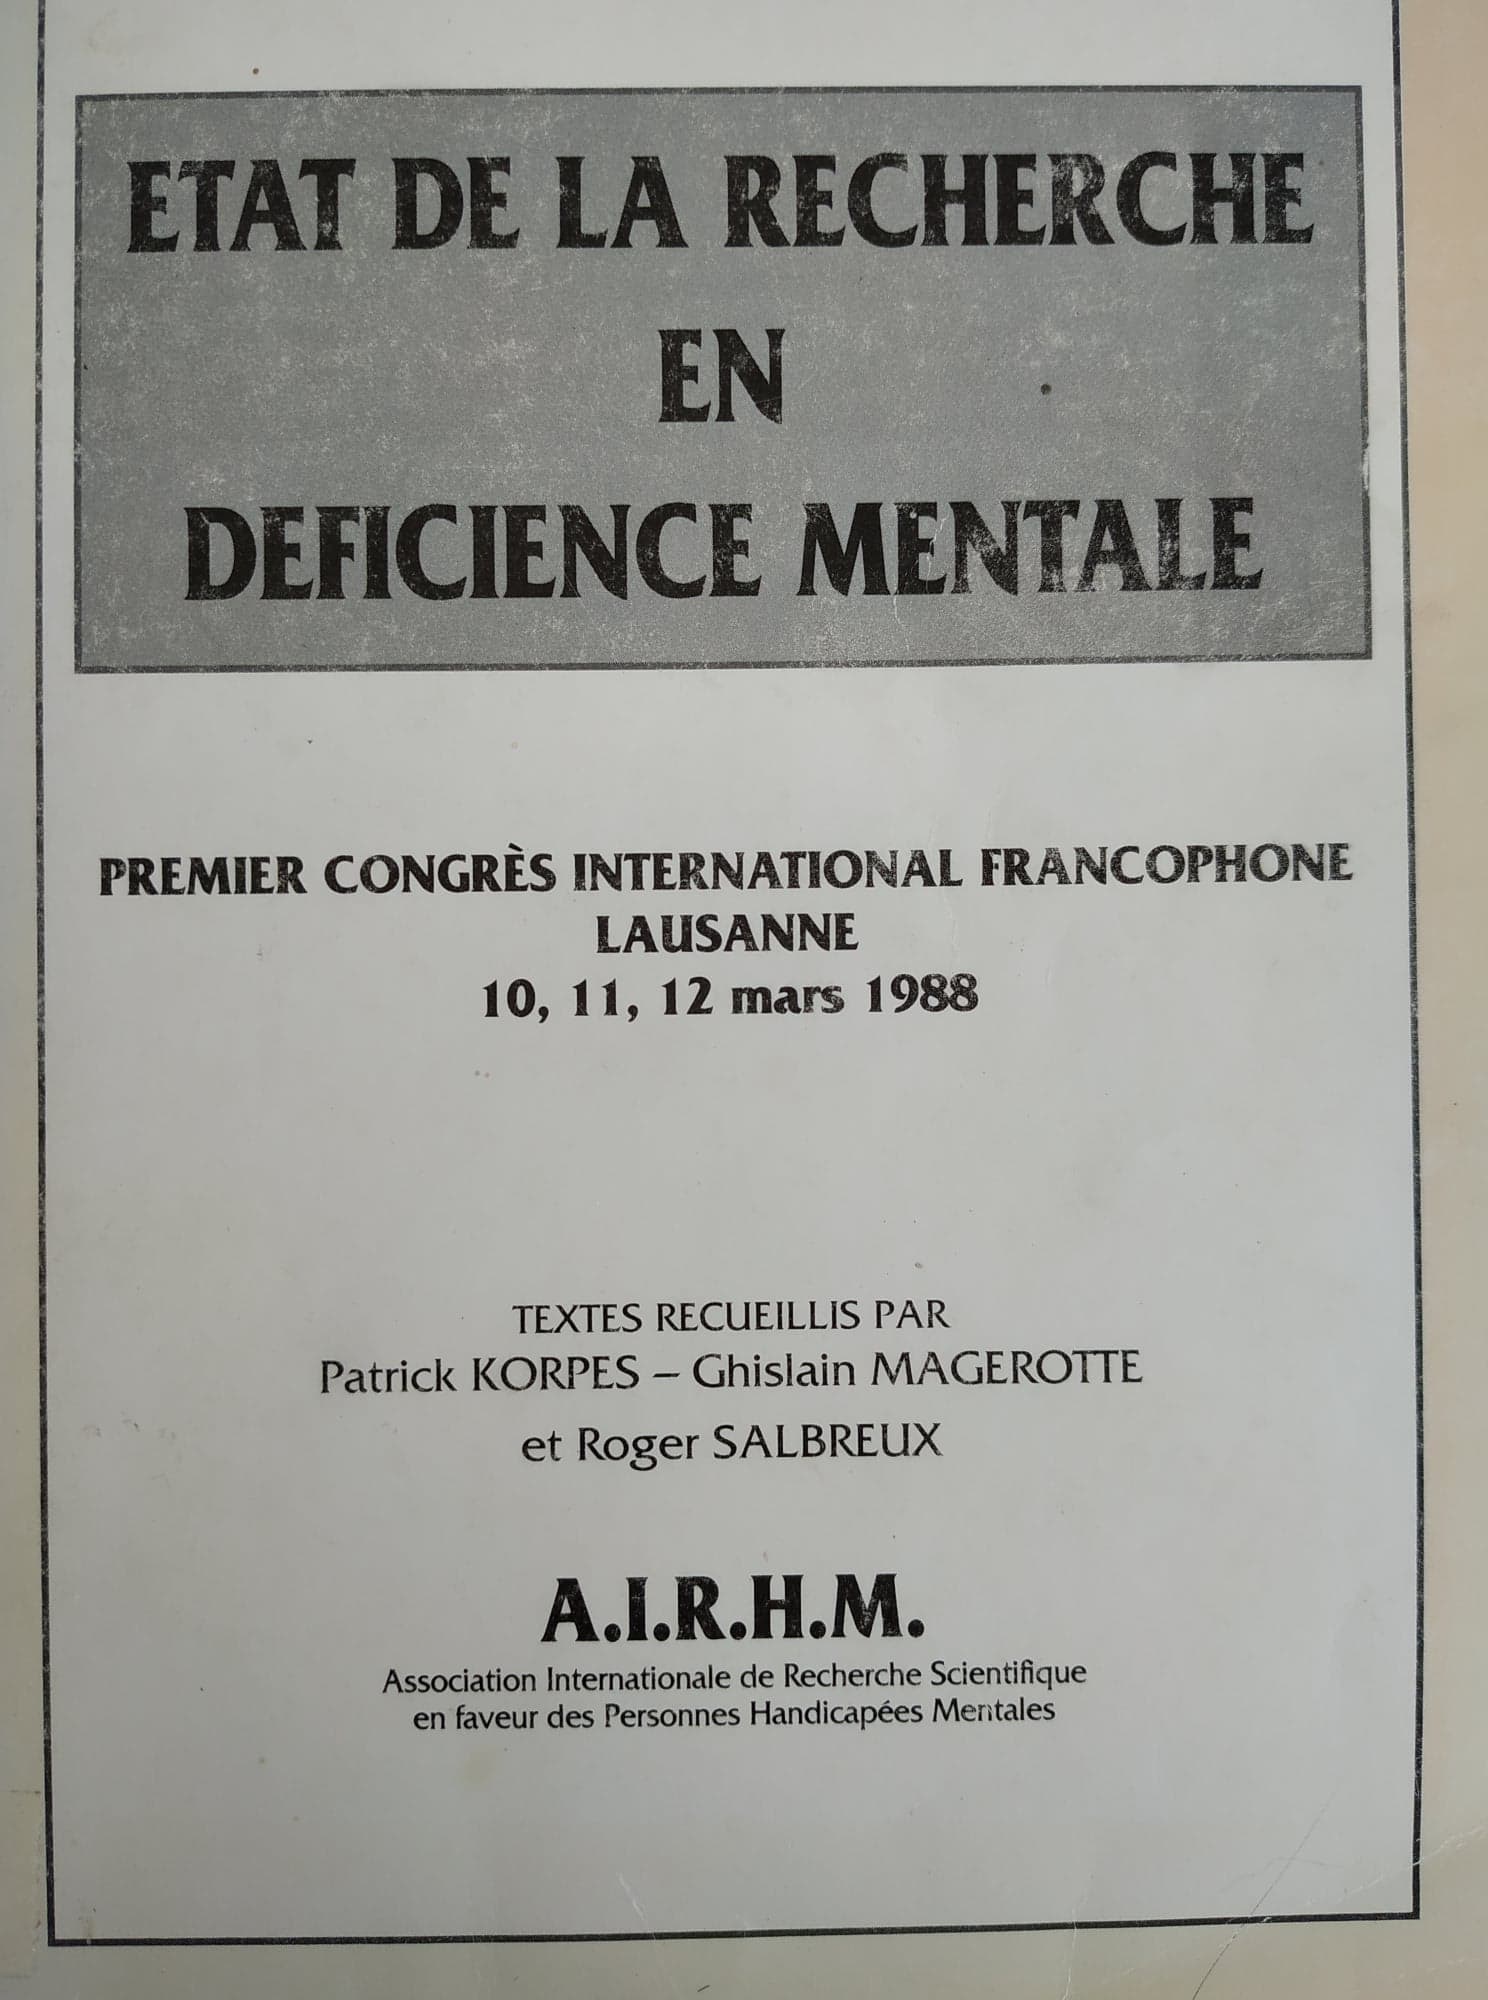 ETAT DE LA RECHERCHE
EN
DEFICIENCE MENTALE
PREMIER CONGRÈS INTERNATIONAL FRANCOPHONE
LAUSANNE
10, 11, 12 mars 1988
TEXTES RECUEILLIS PAR
Patrick KORPES – Ghislain MAGEROTTE
et Roger SALBREUX
A.I.R.H.M.
Association Internationale de Recherche Scientifique
en faveur des Personnes Handicapées Mentales